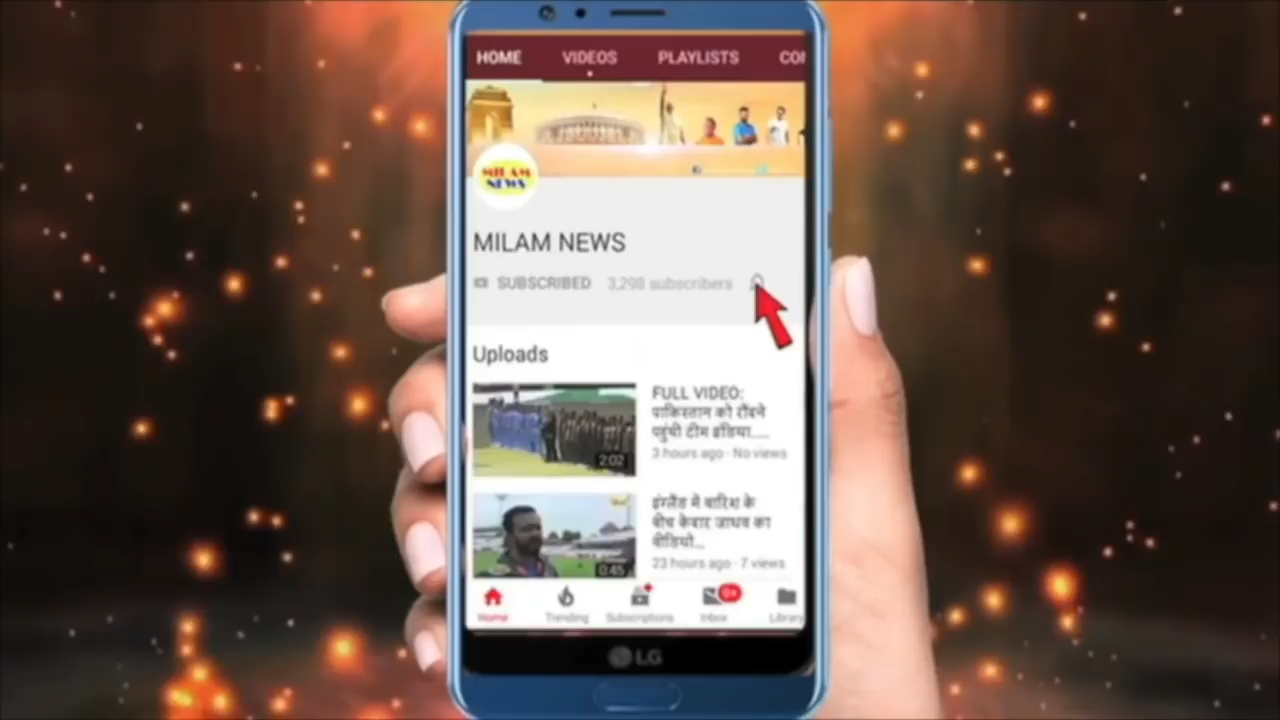 HOME VIDEOS PLAYLISTS
MILAM
NEWS
MILAM NEWS
SUBSCRIBED 3,298 subscribers
Uploads
FULL VIDEO:
पाकिस्तान को रौंदने
पहुंची टीम इंडिया.....
3 hours ago · No views
2:02
इंग्लैंड में बारिश के
बीच केदार जाधव का
वीडियो...
23 hours ago · 7 views
0:45
Home Trending Subscriptions Inbox Library
LG